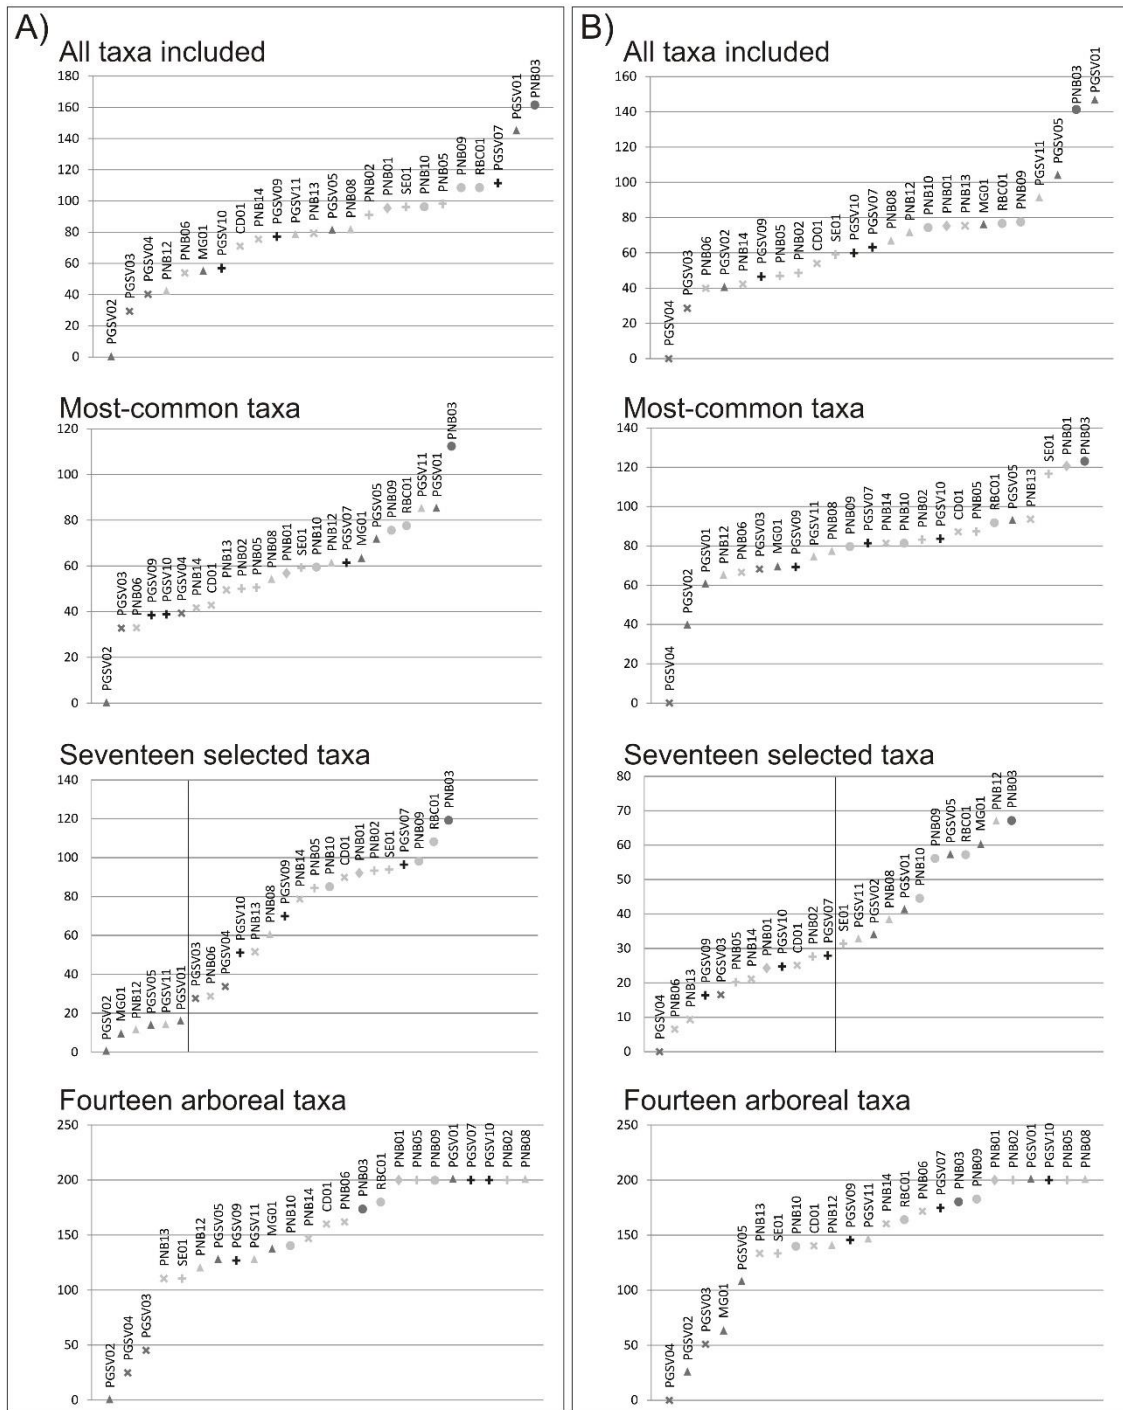 A)
All taxa included
180
160
140
120
100
80
60
40
20
0
PGSV02
PGSV03
PGSV04
PNB12
PNB06
MG01
PGSV10
CD01
PNB14
PGSV09
PGSV11
PNB13
PGSV05
PNB08
PNB02
PNB01
SE01
PNB10
PNB05
PNB09
RBC01
PGSV07
PGSV01
PNB03
Most-common taxa
120
100
80
60
40
20
0
PGSV02
PGSV03
PNB06
PGSV09
PGSV10
PGSV04
PNB14
CD01
PNB13
PNB02
PNB05
PNB08
PNB01
SE01
PNB10
PNB12
PGSV07
MG01
PGSV05
PNB09
RBC01
PGSV11
PGSV01
PNB03
Seventeen selected taxa
140
120
100
80
60
40
20
0
PGSV02
MG01
PNB12
PGSV05
PGSV11
PGSV01
PGSV03
PNB06
PGSV04
PGSV10
PNB13
PNB08
PGSV09
PNB14
PNB05
PNB10
CD01
PNB01
PNB02
SE01
PGSV07
PNB09
RBC01
PNB03
Fourteen arboreal taxa
250
200
150
100
50
0
PGSV02
PGSV04
PGSV03
PNB13
SE01
PNB12
PGSV05
PGSV09
PGSV11
MG01
PNB10
PNB14
CD01
PNB06
PNB03
RBC01
PNB01
PNB05
PNB09
PGSV01
PGSV07
PGSV10
PNB02
PNB08
B)
All taxa included
160
140
120
100
80
60
40
20
0
PGSV04
PGSV03
PNB06
PGSV02
PNB14
PGSV09
PNB05
PNB02
CD01
SE01
PGSV10
PGSV07
PNB08
PNB12
PNB10
PNB01
PNB13
MG01
RBC01
PNB09
PGSV11
PGSV05
PNB03
PGSV01
Most-common taxa
140
120
100
80
60
40
20
0
PGSV04
PGSV02
PGSV01
PNB12
PNB06
PGSV03
MG01
PGSV09
PGSV11
PNB08
PNB09
PGSV07
PNB14
PNB10
PNB02
PGSV10
CD01
PNB05
RBC01
PGSV05
PNB13
SE01
PNB01
PNB03
Seventeen selected taxa
80
70
60
50
40
30
20
10
0
PGSV04
PNB06
PNB13
PGSV09
PGSV03
PNB05
PNB14
PNB01
PGSV10
CD01
PNB02
PGSV07
SE01
PGSV11
PGSV02
PNB08
PGSV01
PNB10
PNB09
PGSV05
RBC01
MG01
PNB12
PNB03
Fourteen arboreal taxa
250
200
150
100
50
0
PGSV04
PGSV02
PGSV03
MG01
PGSV05
PNB13
SE01
PNB10
CD01
PNB12
PGSV09
PGSV11
PNB14
RBC01
PNB06
PGSV07
PNB03
PNB09
PNB01
PNB02
PGSV01
PGSV10
PNB05
PNB08